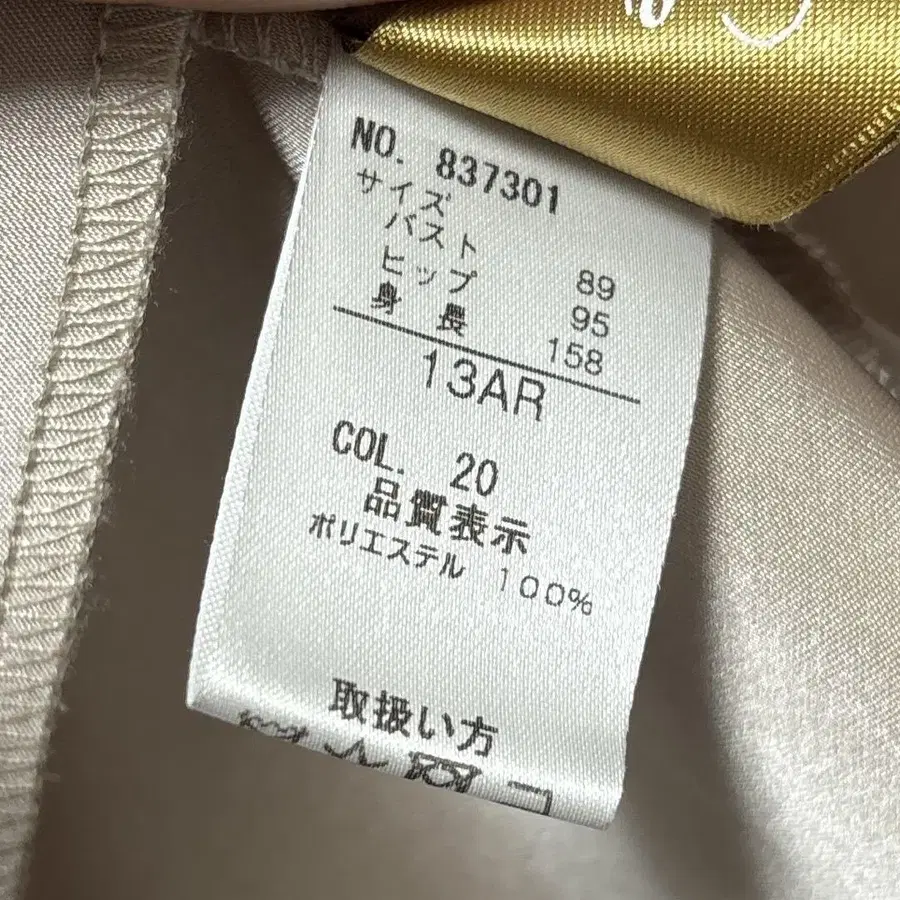 NO. 837301
サイズ
バスト 89
ヒップ 95
身長 158
13AR
COL. 20
品質表示
ポリエステル 100%
取扱い方